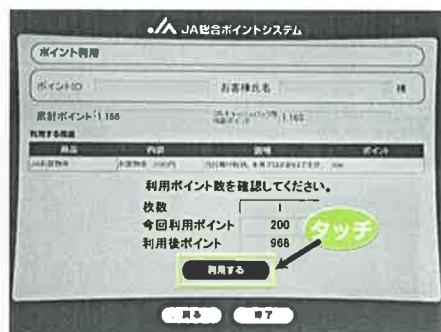 JA総合ポイントシステム
ポイント利用
ポイントID お客様氏名 様
累計ポイント 1,168
利用する商品
商品 内容 説明 ポイント
利用ポイント数を確認してください。
枚数 1
今回利用ポイント 200
利用後ポイント 968
利用する
タッチ
戻る 終了